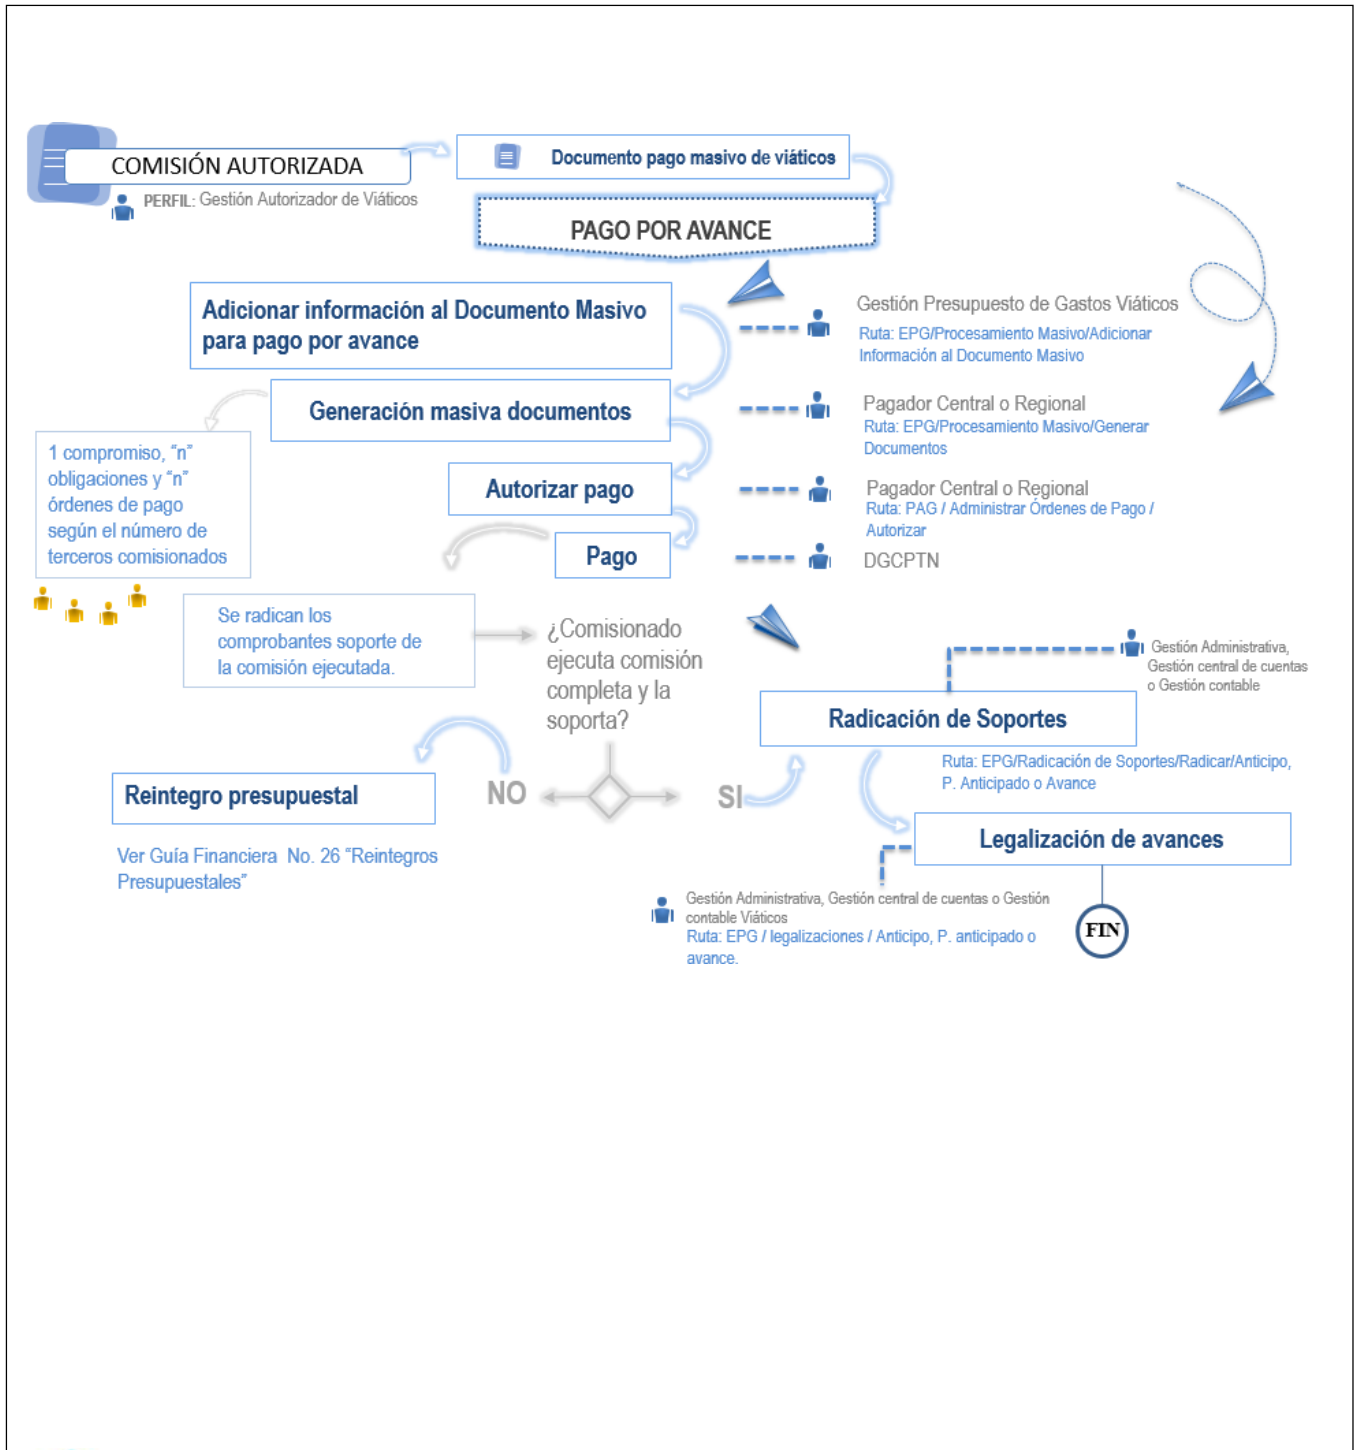 COMISIÓN AUTORIZADA
PERFIL: Gestión Autorizador de Viáticos
Documento pago masivo de viáticos
PAGO POR AVANCE
Adicionar información al Documento Masivo
para pago por avance
Gestión Presupuesto de Gastos Viáticos
Ruta: EPG/Procesamiento Masivo/Adicionar
Información al Documento Masivo
Generación masiva documentos
Pagador Central o Regional
Ruta: EPG/Procesamiento Masivo/Generar
Documentos
1 compromiso, “n”
obligaciones y “n”
órdenes de pago
según el número de
terceros comisionados
Autorizar pago
Pagador Central o Regional
Ruta: PAG / Administrar Órdenes de Pago /
Autorizar
Pago
DGCPTN
Se radican los
comprobantes soporte de
la comisión ejecutada.
¿Comisionado
ejecuta comisión
completa y la
soporta?
Gestión Administrativa,
Gestión central de cuentas
o Gestión contable
Radicación de Soportes
Ruta: EPG/Radicación de Soportes/Radicar/Anticipo,
P. Anticipado o Avance
NO
SI
Reintegro presupuestal
Ver Guía Financiera No. 26 “Reintegros
Presupuestales”
Legalización de avances
Gestión Administrativa, Gestión central de cuentas o Gestión
contable Viáticos
Ruta: EPG / legalizaciones / Anticipo, P. anticipado o
avance.
FIN